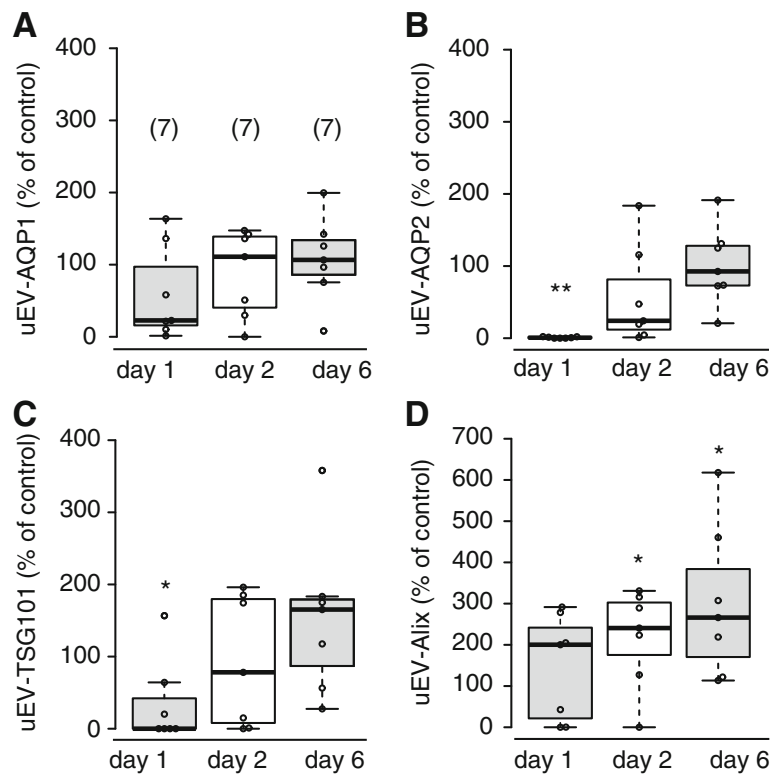 A
uEV-AQP1 (% of control)
400
300
200
100
0
(7) (7) (7)
day 1 day 2 day 6
B
uEV-AQP2 (% of control)
400
300
200
100
0
**
day 1 day 2 day 6
C
uEV-TSG101 (% of control)
400
300
200
100
0
*
day 1 day 2 day 6
D
uEV-Alix (% of control)
700
600
500
400
300
200
100
0
*
*
day 1 day 2 day 6